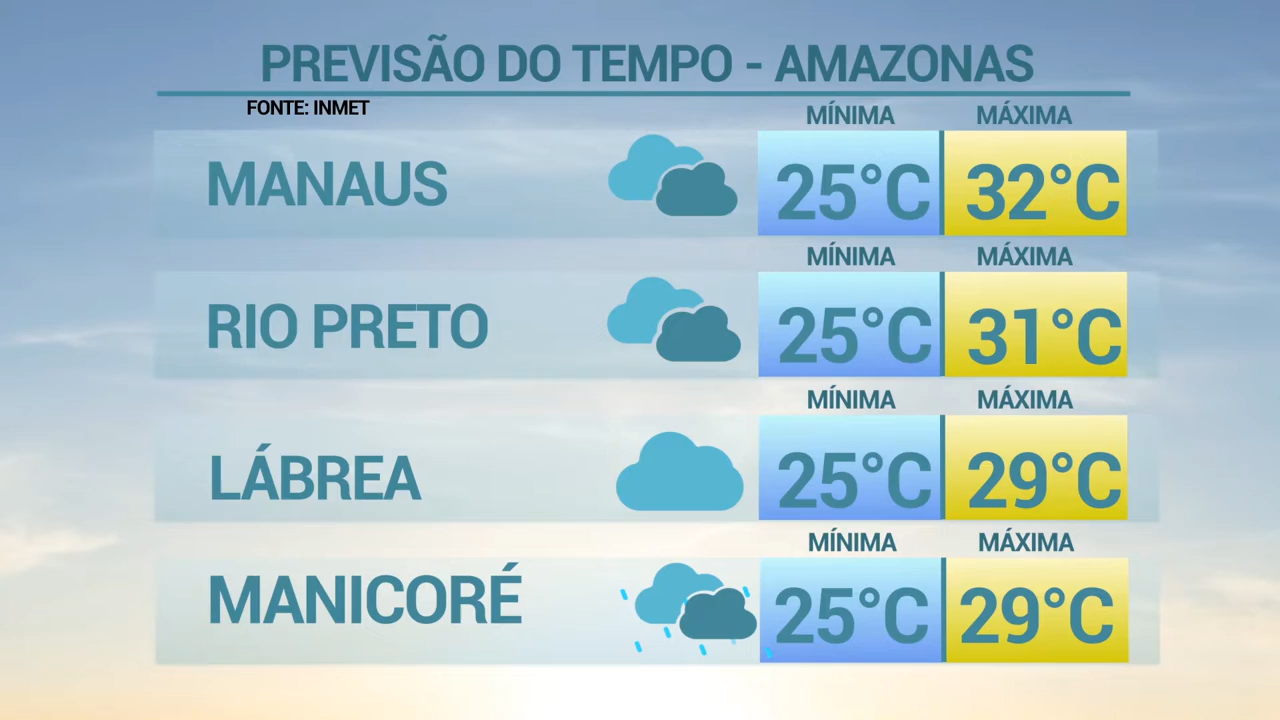 PREVISÃO DO TEMPO - AMAZONAS
FONTE: INMET
MÍNIMA MÁXIMA
MANAUS 25°C 32°C
MÍNIMA MÁXIMA
RIO PRETO 25°C 31°C
MÍNIMA MÁXIMA
LÁBREA 25°C 29°C
MÍNIMA MÁXIMA
MANICORÉ 25°C 29°C